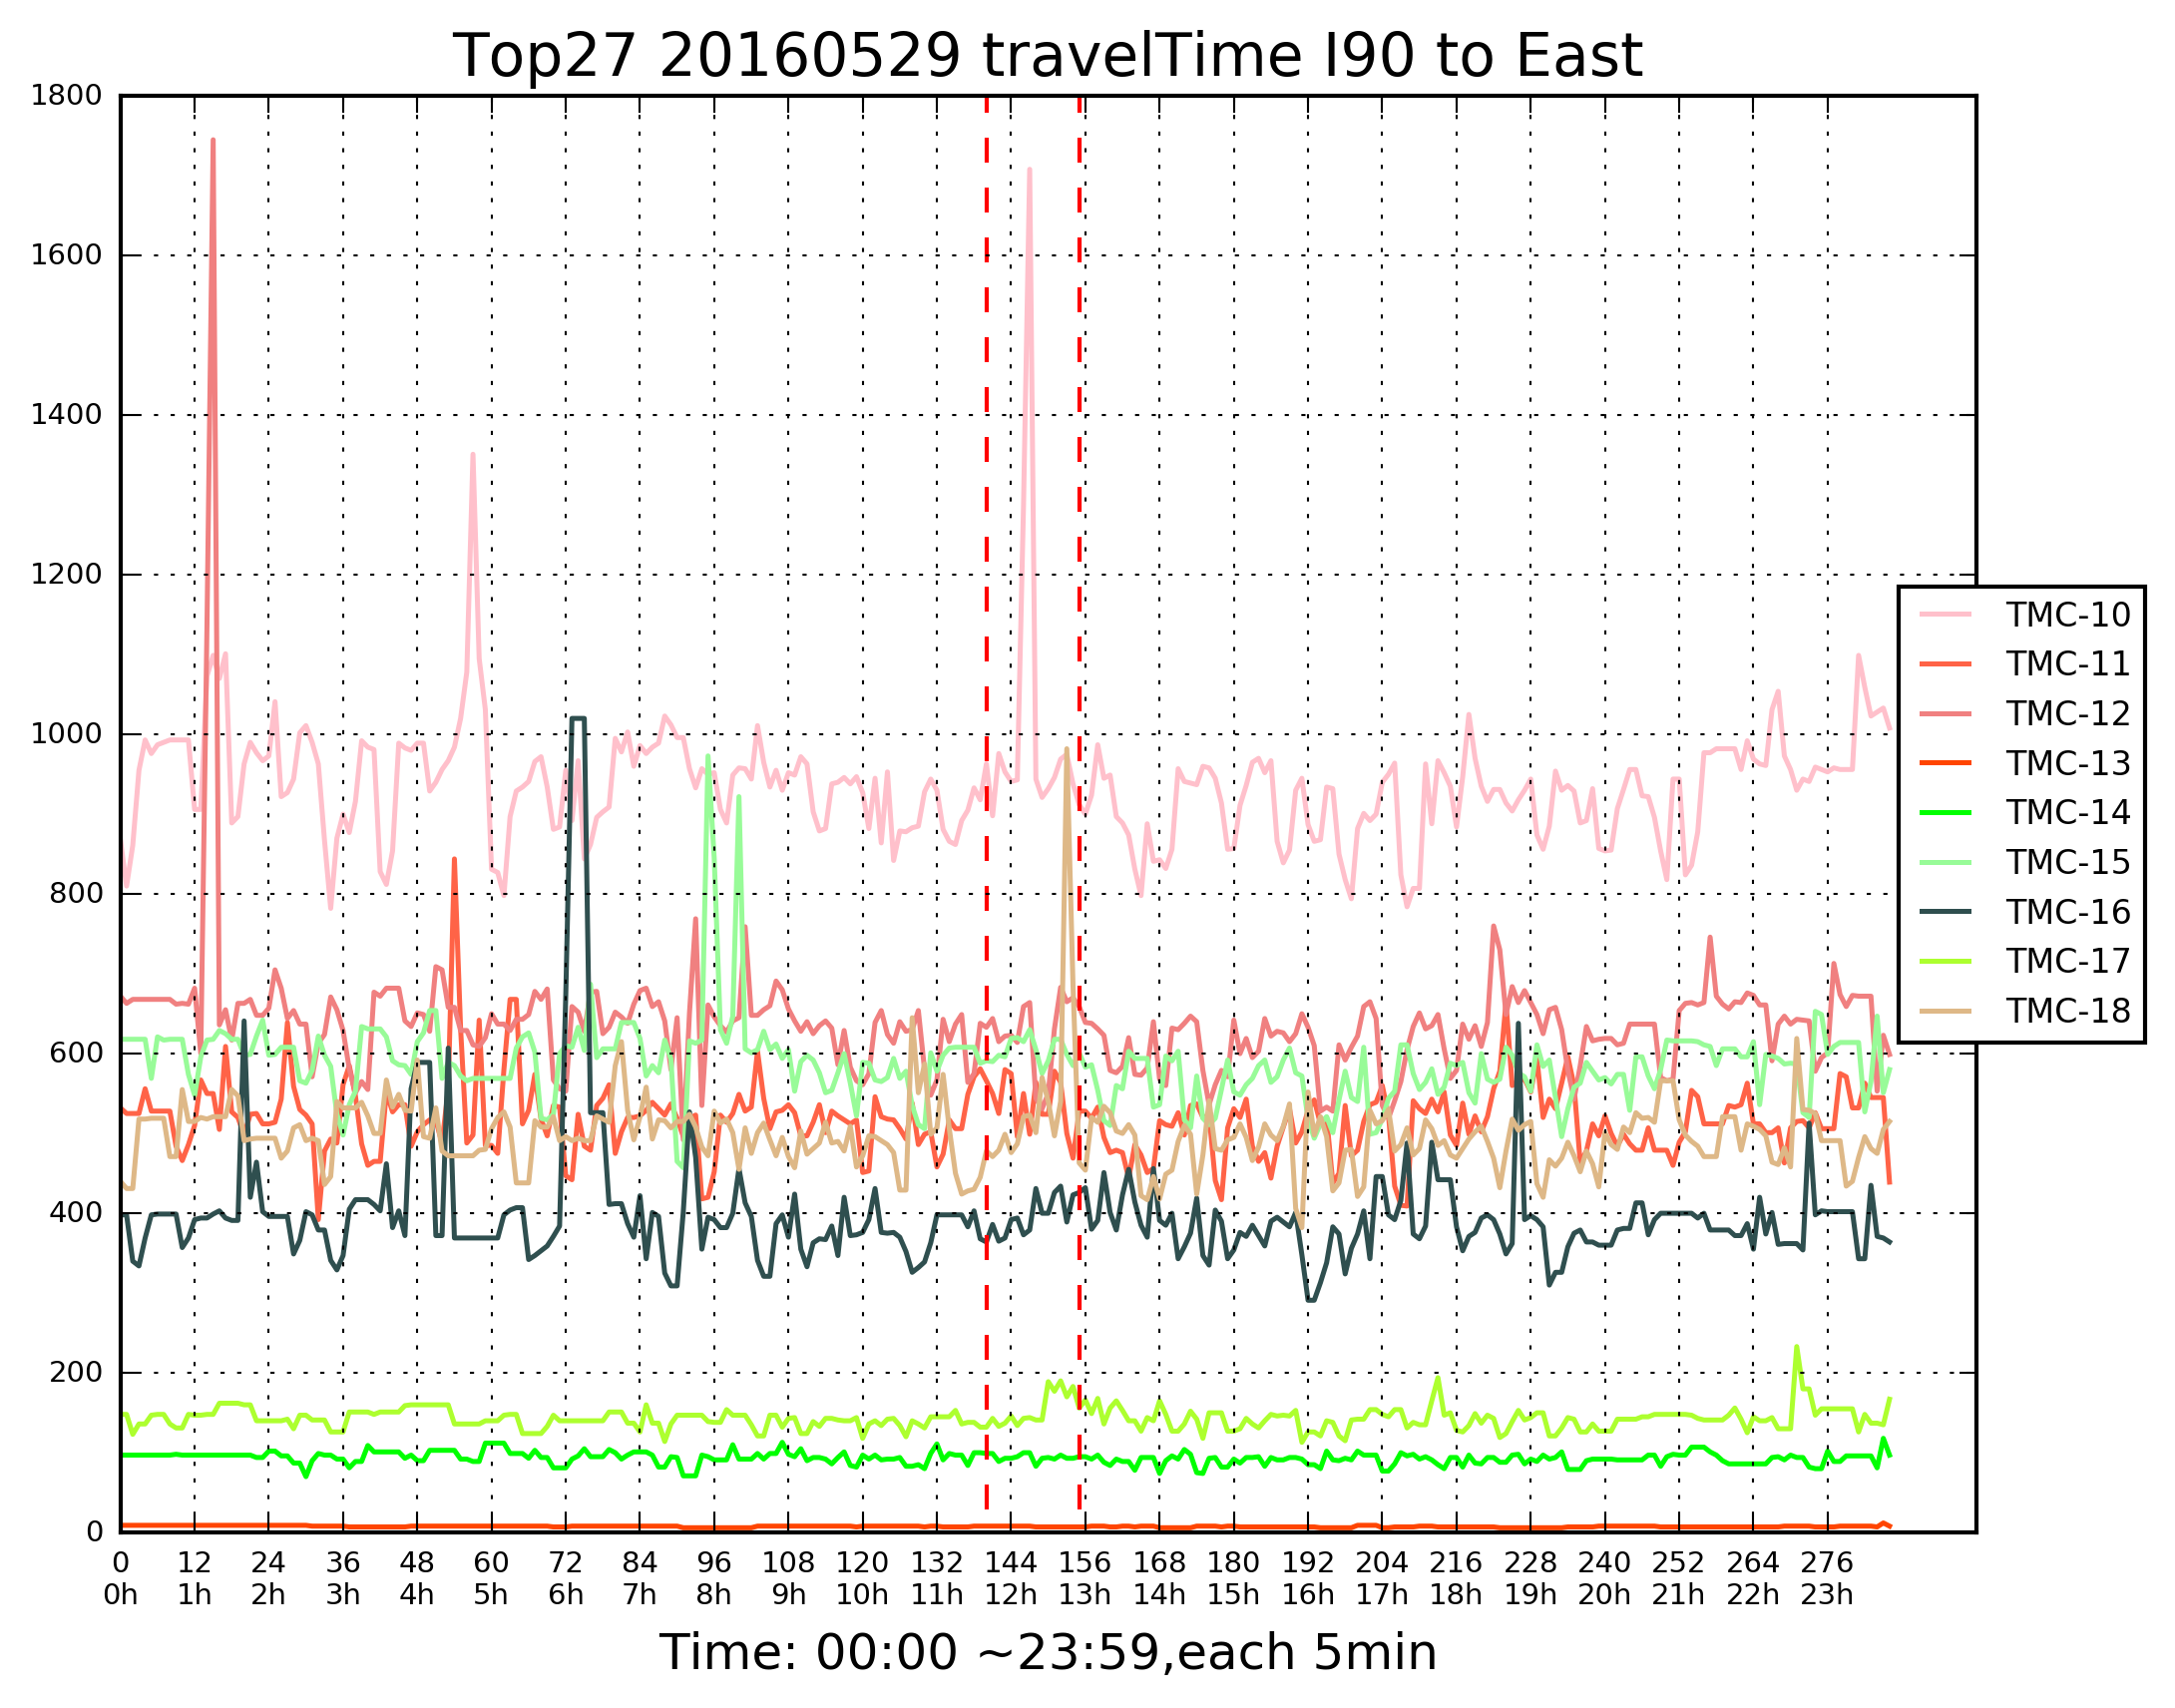 Top27 20160529 travelTime I90 to East
1800
1600
1400
1200
1000
800
600
400
200
0
TMC-10
TMC-11
TMC-12
TMC-13
TMC-14
TMC-15
TMC-16
TMC-17
TMC-18
0 12 24 36 48 60 72 84 96 108 120 132 144 156 168 180 192 204 216 228 240 252 264 276
0h 1h 2h 3h 4h 5h 6h 7h 8h 9h 10h 11h 12h 13h 14h 15h 16h 17h 18h 19h 20h 21h 22h 23h
Time: 00:00 ~23:59,each 5min